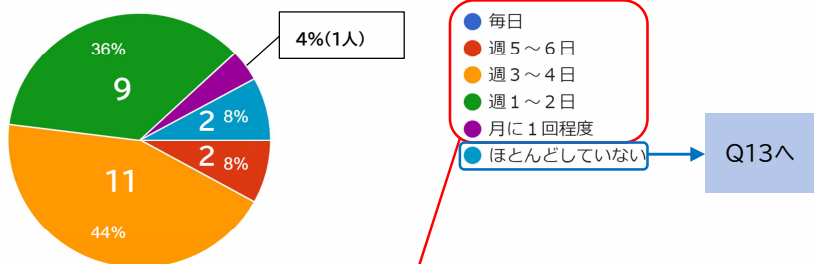 36%
9
4%(1人)
2 8%
2 8%
11
44%
毎日
週5～6日
週3～4日
週1～2日
月に1回程度
ほとんどしていない
Q13へ